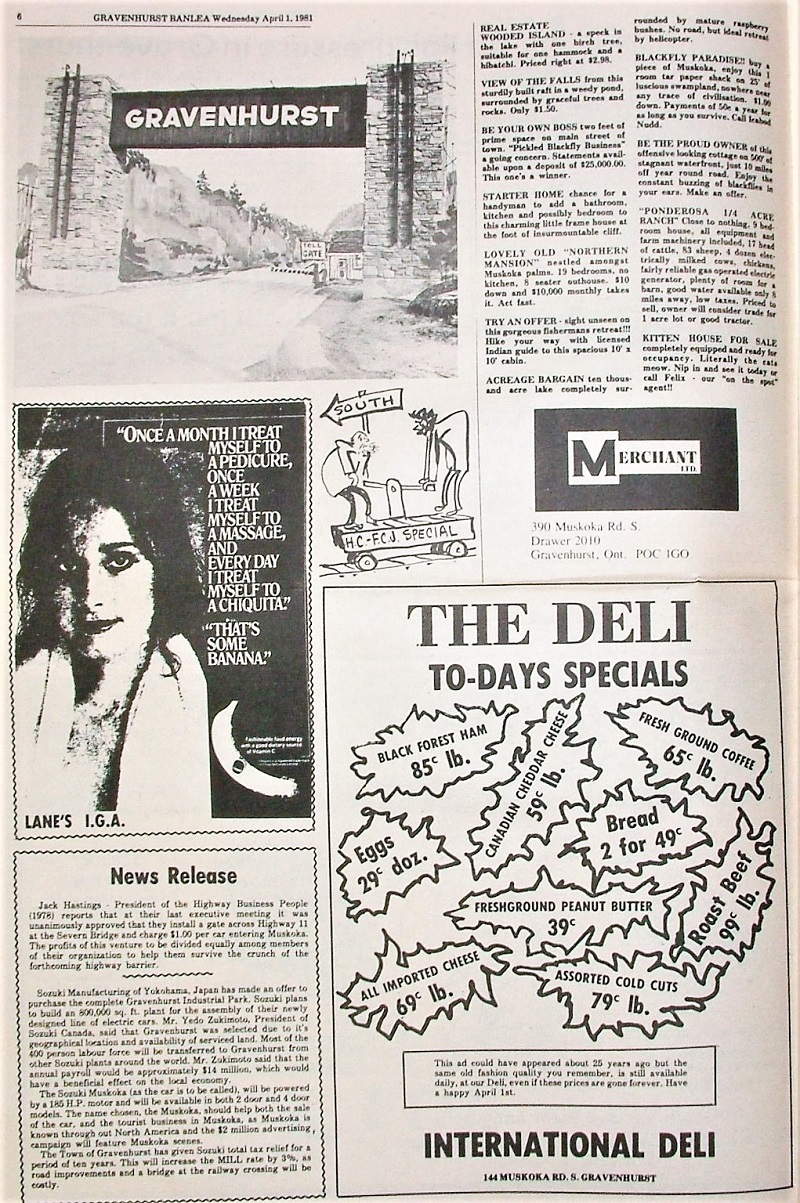 6
GRAVENHURST BANLEA Wednesday April 1, 1981
GRAVENHURST
TOLL
GATE
REAL ESTATE
WOODED ISLAND - a speck in
the lake with one birch tree,
suitable for one hammock and a
hibatchi. Priced right at $2.98.
VIEW OF THE FALLS from this
sturdily built raft in a weedy pond,
surrounded by graceful trees and
rocks. Only $1.50.
BE YOUR OWN BOSS two feet of
prime space on main street of
town. "Pickled Blackfly Business"
a going concern. Statements avail-
able upon a deposit of $25,000.00.
This one's a winner.
STARTER HOME chance for a
handyman to add a bathroom,
kitchen and possibly bedroom to
this charming little frame house at
the foot of insurmountable cliff.
LOVELY OLD "NORTHERN
MANSION" nestled amongst
Muskoka palms. 19 bedrooms, no
kitchen, 8 seater outhouse. $10
down and $10,000 monthly takes
it. Act fast.
TRY AN OFFER - sight unseen on
this gorgeous fishermans retreat!!!
Hike your way with licensed
Indian guide to this spacious 10' x
10' cabin.
ACREAGE BARGAIN ten thous-
and acre lake completely sur-
rounded by mature raspberry
bushes. No road, but ideal retreat
by helicopter.
BLACKFLY PARADISE!! buy a
piece of Muskoka, enjoy this 1
room tar paper shack on 25' of
luscious swampland, nowhere near
any trace of civilisation. $1.00
down. Payments of 50c a year for
as long as you survive. Call Ieabod
Nudd.
BE THE PROUD OWNER of this
offensive looking cottage on 500' of
stagnant waterfront, just 10 miles
off year round road. Enjoy the
constant buzzing of blackflies in
your ears. Make an offer.
"PONDEROSA 1/4 ACRE
RANCH" Close to nothing, 9 bed-
room house, all equipment and
farm machinery included, 17 head
of cattle, 83 sheep, 4 dozen elec-
trically milked cows, chickens,
fairly reliable gas operated electric
generator, plenty of room for a
barn, good water available only 8
miles away, low taxes. Priced to
sell, owner will consider trade for
1 acre lot or good tractor.
KITTEN HOUSE FOR SALE
completely equipped and ready for
occupancy. Literally the cats
meow. Nip in and see it today or
call Felix - our "on the spot"
agent!!
"ONCE A MONTH I TREAT
MYSELF TO
A PEDICURE,
ONCE
A WEEK
I TREAT
MYSELF TO
A MASSAGE,
AND
EVERY DAY
I TREAT
MYSELF TO
A CHIQUITA."
"THAT'S
SOME
BANANA."
Fashionable food energy
with a good dietary source
of Vitamin C
LANE'S I.G.A.
SOUTH
H.C-F.C.J. SPECIAL
MERCHANT
LTD.
390 Muskoka Rd. S.
Drawer 2010
Gravenhurst, Ont. POC 1GO
News Release
Jack Hastings - President of the Highway Business People
(1978) reports that at their last executive meeting it was
unanimously approved that they install a gate across Highway 11
at the Severn Bridge and charge $1.00 per car entering Muskoka.
The profits of this venture to be divided equally among members
of their organization to help them survive the crunch of the
forthcoming highway barrier.
Sozuki Manufacturing of Yokohama, Japan has made an offer to
purchase the complete Gravenhurst Industrial Park. Sozuki plans
to build an 800,000 sq. ft. plant for the assembly of their newly
designed line of electric cars. Mr. Yedo Zukimoto, President of
Sozuki Canada, said that Gravenhurst was selected due to it's
geographical location and availability of serviced land. Most of the
400 person labour force will be transferred to Gravenhurst from
other Sozuki plants around the world. Mr. Zukimoto said that the
annual payroll would be approximately $14 million, which would
have a beneficial effect on the local economy.
The Sozuki Muskoka (as the car is to be called), will be powered
by a 185 H.P. motor and will be available in both 2 door and 4 door
models. The name chosen, the Muskoka, should help both the sale
of the car, and the tourist business in Muskoka, as Muskoka is
known through out North America and the $2 million advertising
campaign will feature Muskoka scenes.
The Town of Gravenhurst has given Sozuki total tax relief for a
period of ten years. This will increase the MILL rate by 3%, as
road improvements and a bridge at the railway crossing will be
costly.
THE DELI
TO-DAYS SPECIALS
BLACK FOREST HAM
85c lb.
CANADIAN CHEDDAR CHEESE
59c lb.
FRESH GROUND COFFEE
65c lb.
Eggs
29c doz.
Bread
2 for 49c
FRESHGROUND PEANUT BUTTER
39c
Roast Beef
99c lb.
ALL IMPORTED CHEESE
69c lb.
ASSORTED COLD CUTS
79c lb.
This ad could have appeared about 25 years ago but the
same old fashion quality you remember, is still available
daily, at our Deli, even if these prices are gone forever. Have
a happy April 1st.
INTERNATIONAL DELI
144 MUSKOKA RD. S. GRAVENHURST